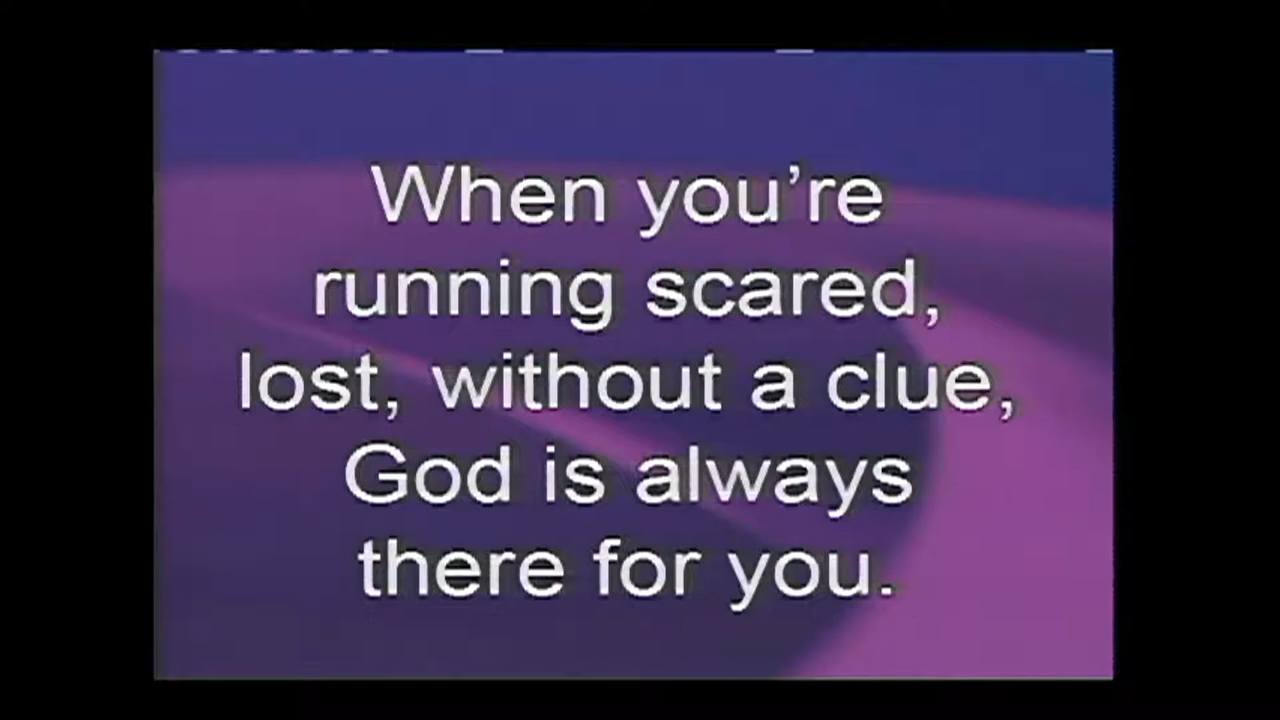 When you’re
running scared,
lost, without a clue,
God is always
there for you.